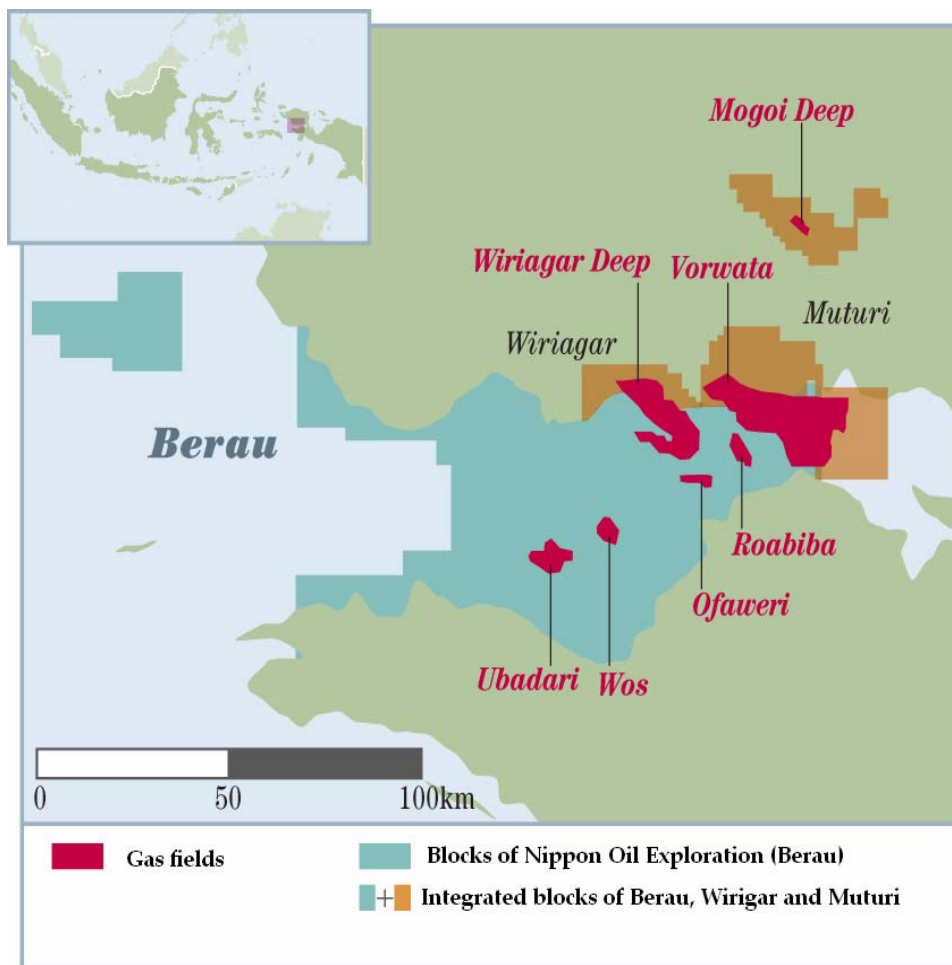 Mogoi Deep
Wiriagar Deep
Vorwata
Muturi
Wiriagar
Berau
Roabiba
Ofaweri
Ubadari
Wos
0 50 100km
Gas fields
Blocks of Nippon Oil Exploration (Berau)
+ Integrated blocks of Berau, Wirigar and Muturi